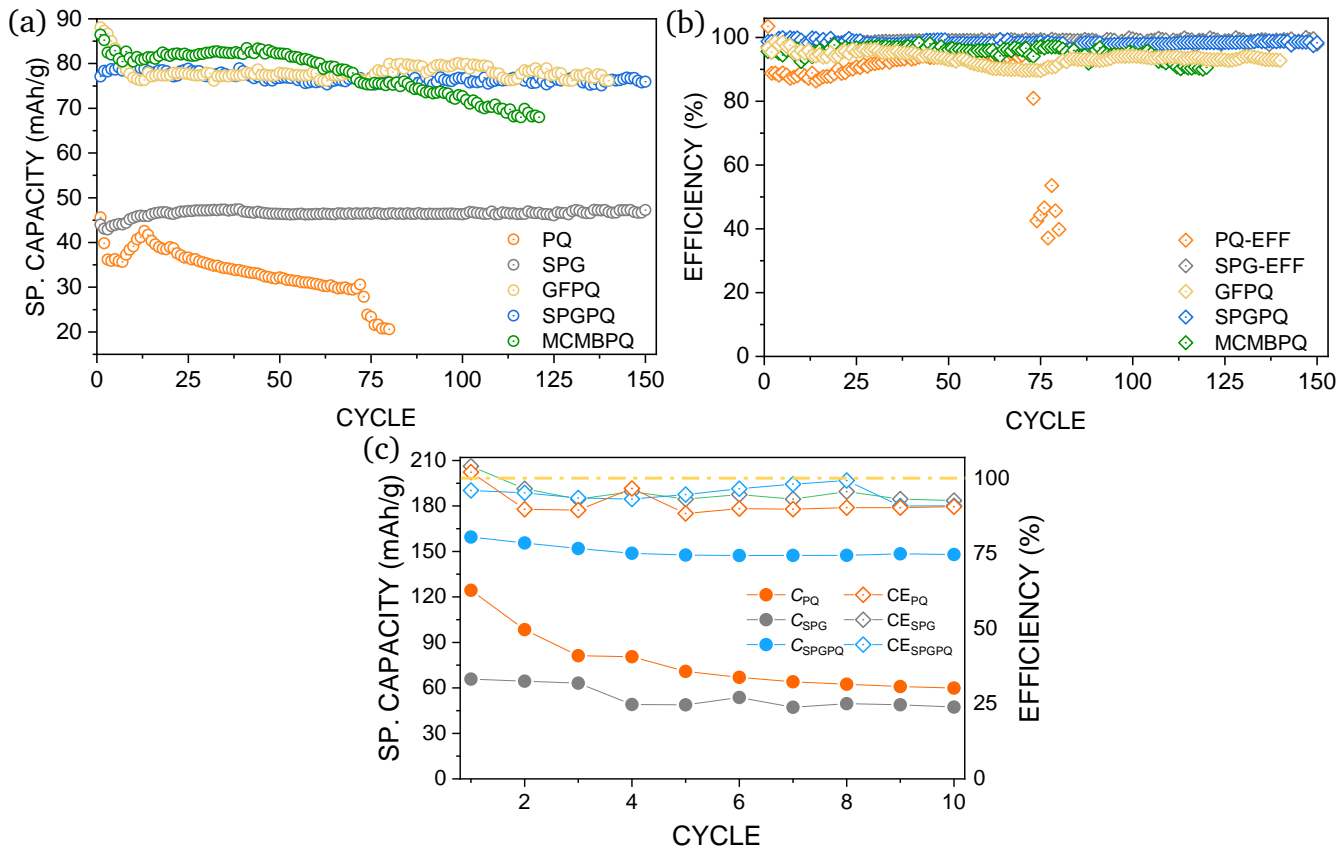 (a)
90
80
70
60
50
40
30
20
SP. CAPACITY (mAh/g)
PQ
SPG
GFPQ
SPGPQ
MCMBPQ
0 25 50 75 100 125 150
CYCLE
(b)
100
80
60
40
20
0
EFFICIENCY (%)
PQ-EFF
SPG-EFF
GFPQ
SPGPQ
MCMBPQ
0 25 50 75 100 125 150
CYCLE
(c)
210
180
150
120
90
60
30
0
SP. CAPACITY (mAh/g)
C_PQ CE_PQ
C_SPG CE_SPG
C_SPGPQ CE_SPGPQ
100
75
50
25
0
EFFICIENCY (%)
2 4 6 8 10
CYCLE